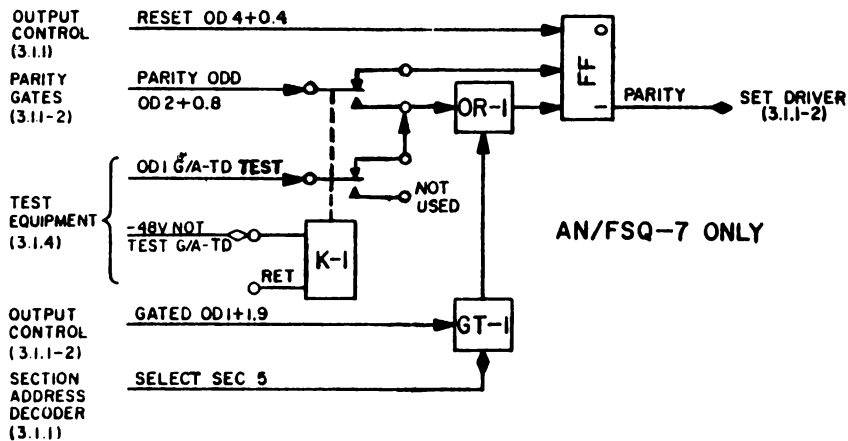 OUTPUT CONTROL (3.1.1)
RESET OD 4+0.4
PARITY GATES (3.1.1-2)
PARITY ODD
OD 2+0.8
OR-1
FF
O
1
PARITY
SET DRIVER (3.1.1-2)
TEST EQUIPMENT (3.1.4)
OD1 G/A-TD TEST
NOT USED
-48V NOT TEST G/A-TD
RET
K-1
AN/FSQ-7 ONLY
OUTPUT CONTROL (3.1.1-2)
GATED OD1+1.9
GT-1
SECTION ADDRESS DECODER (3.1.1)
SELECT SEC 5